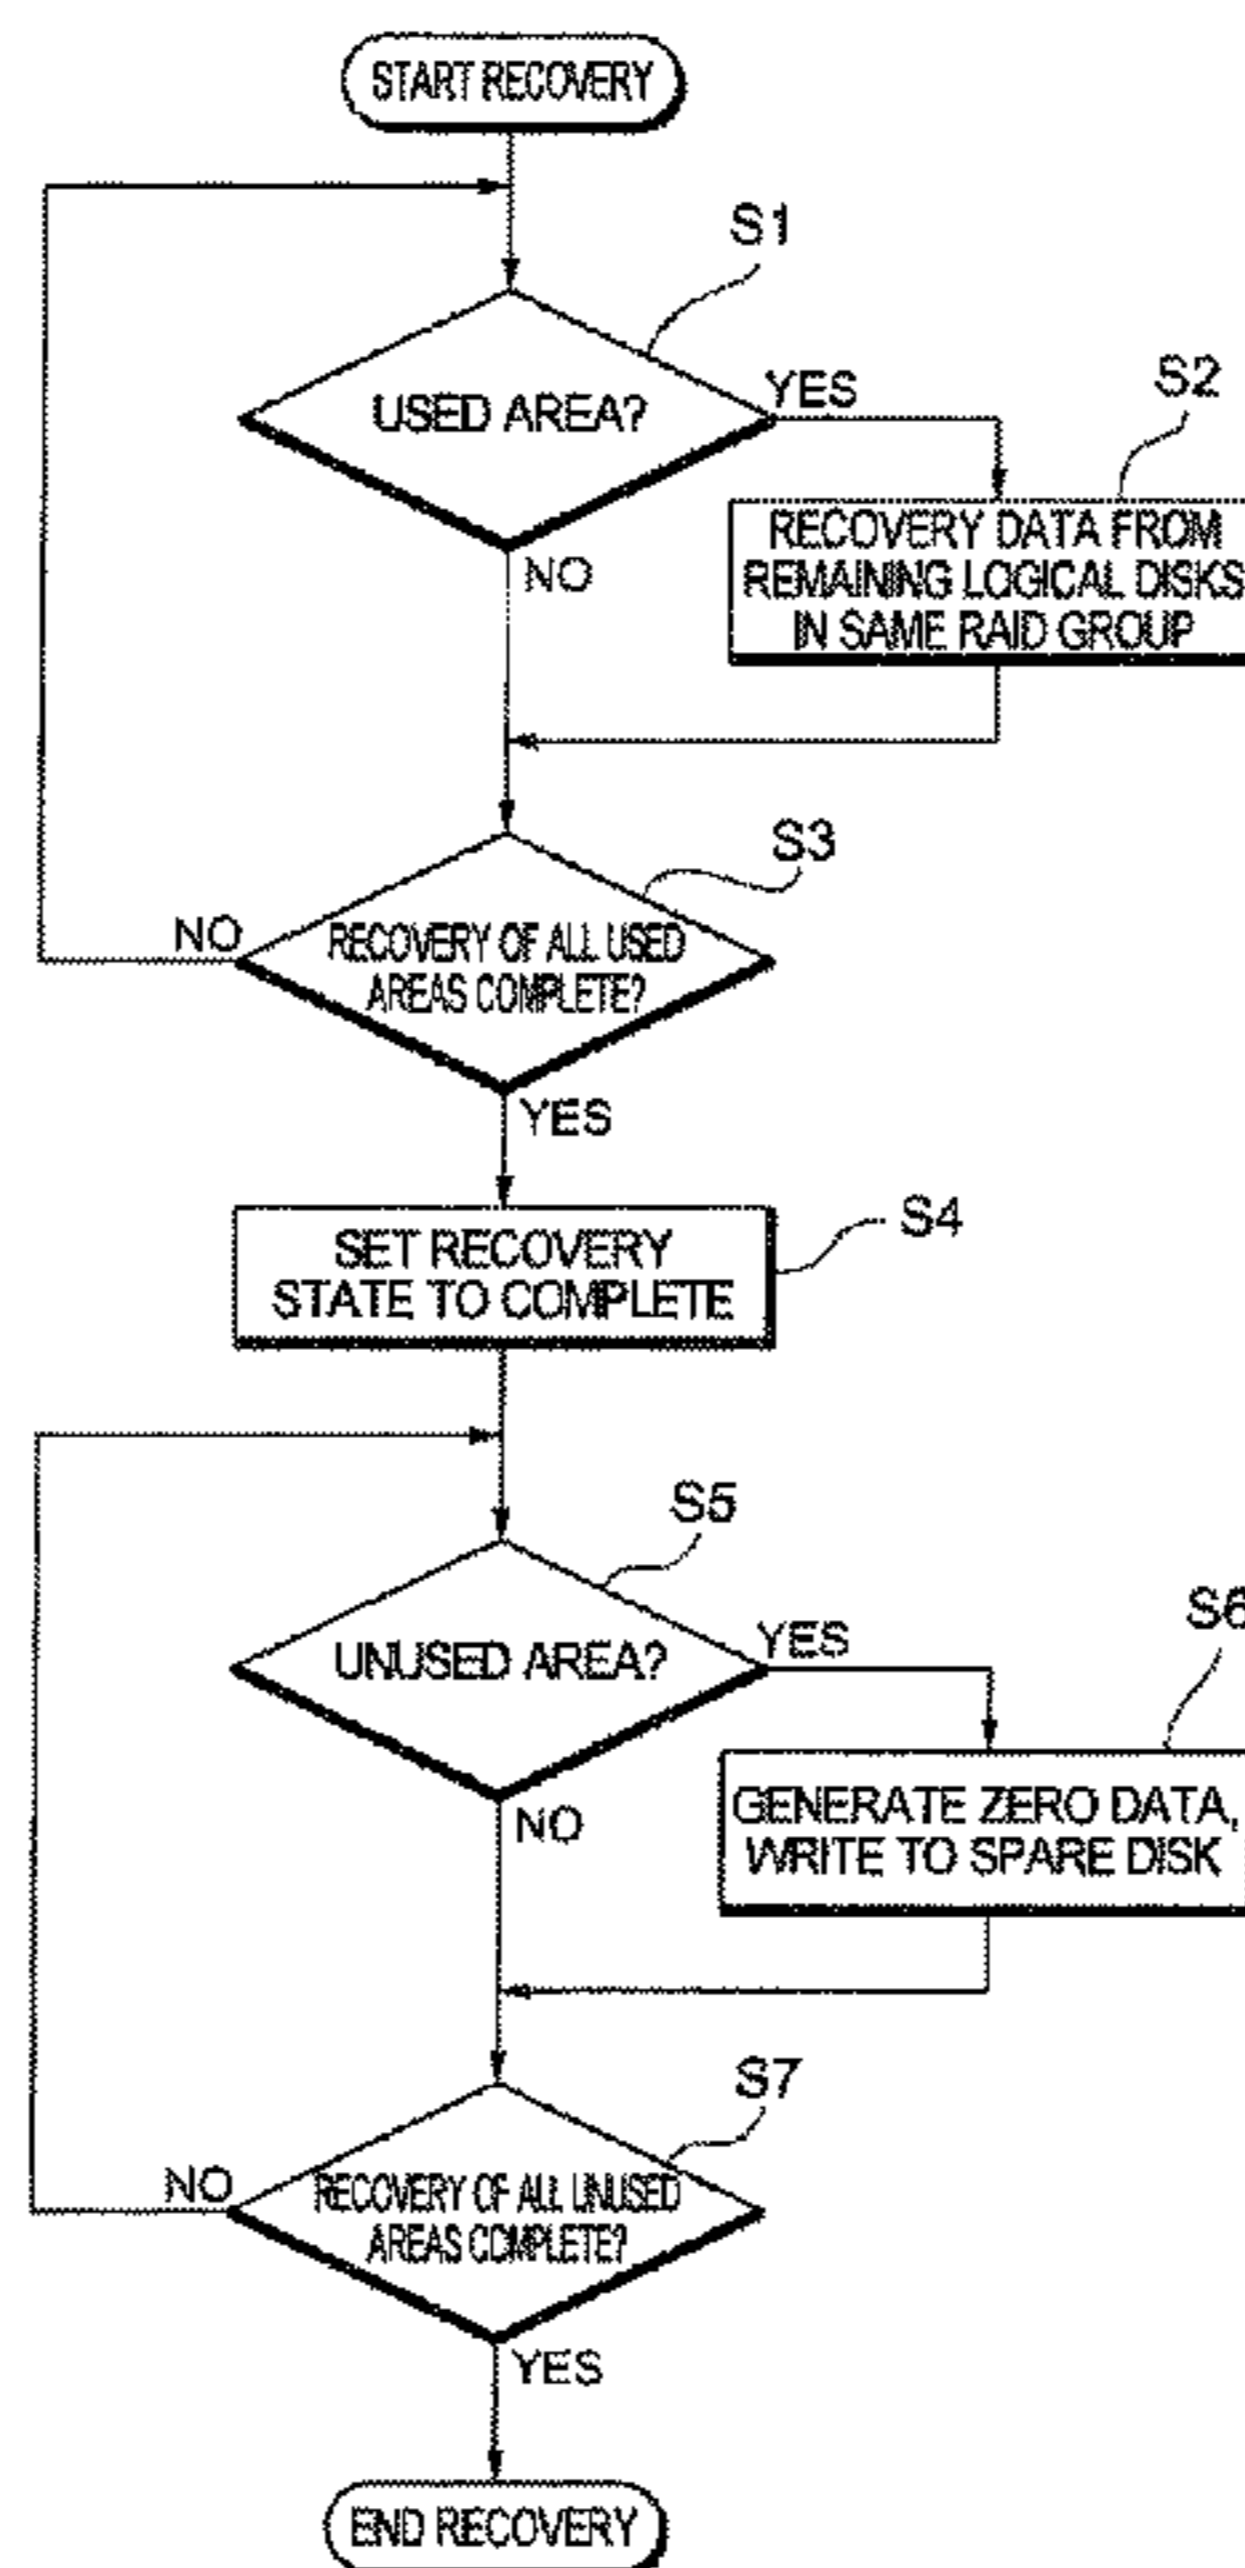 START RECOVERY
S1
USED AREA?
YES
S2
NO
RECOVERY DATA FROM
REMAINING LOGICAL DISKS
IN SAME RAID GROUP
S3
NO
RECOVERY OF ALL USED
AREAS COMPLETE?
YES
SET RECOVERY
STATE TO COMPLETE
S4
S5
UNUSED AREA?
YES
S6
NO
GENERATE ZERO DATA,
WRITE TO SPARE DISK
S7
NO
RECOVERY OF ALL UNUSED
AREAS COMPLETE?
YES
END RECOVERY